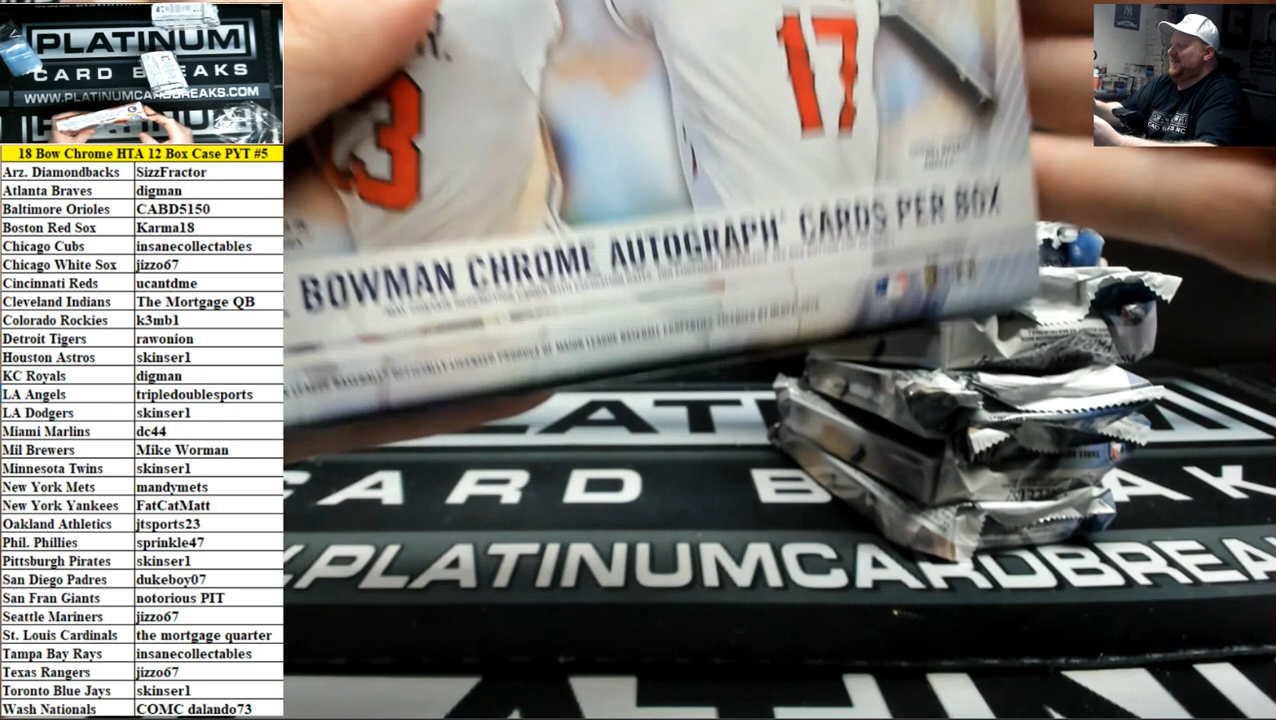 PLATINUM
CARD BREAKS
WWW.PLATINUMCARDBREAKS.COM
18 Bow Chrome HTA 12 Box Case PYT #5
Arz. Diamondbacks SizzFractor
Atlanta Braves digman
Baltimore Orioles CABD5150
Boston Red Sox Karma18
Chicago Cubs insanecollectables
Chicago White Sox jizzo67
Cincinnati Reds ucantdme
Cleveland Indians The Mortgage QB
Colorado Rockies k3mb1
Detroit Tigers rawonion
Houston Astros skinser1
KC Royals digman
LA Angels tripledoublesports
LA Dodgers skinser1
Miami Marlins dc44
Mil Brewers Mike Worman
Minnesota Twins skinser1
New York Mets mandymets
New York Yankees FatCatMatt
Oakland Athletics jtsports23
Phil. Phillies sprinkle47
Pittsburgh Pirates skinser1
San Diego Padres dukeboy07
San Fran Giants notorious PIT
Seattle Mariners jizzo67
St. Louis Cardinals the mortgage quarter
Tampa Bay Rays insanecollectables
Texas Rangers jizzo67
Toronto Blue Jays skinser1
Wash Nationals COMC dalando73
3
17
BOWMAN CHROME AUTOGRAPH CARDS PER BOX
LAT
CARD B AK
.PLATINUMCARDBREA